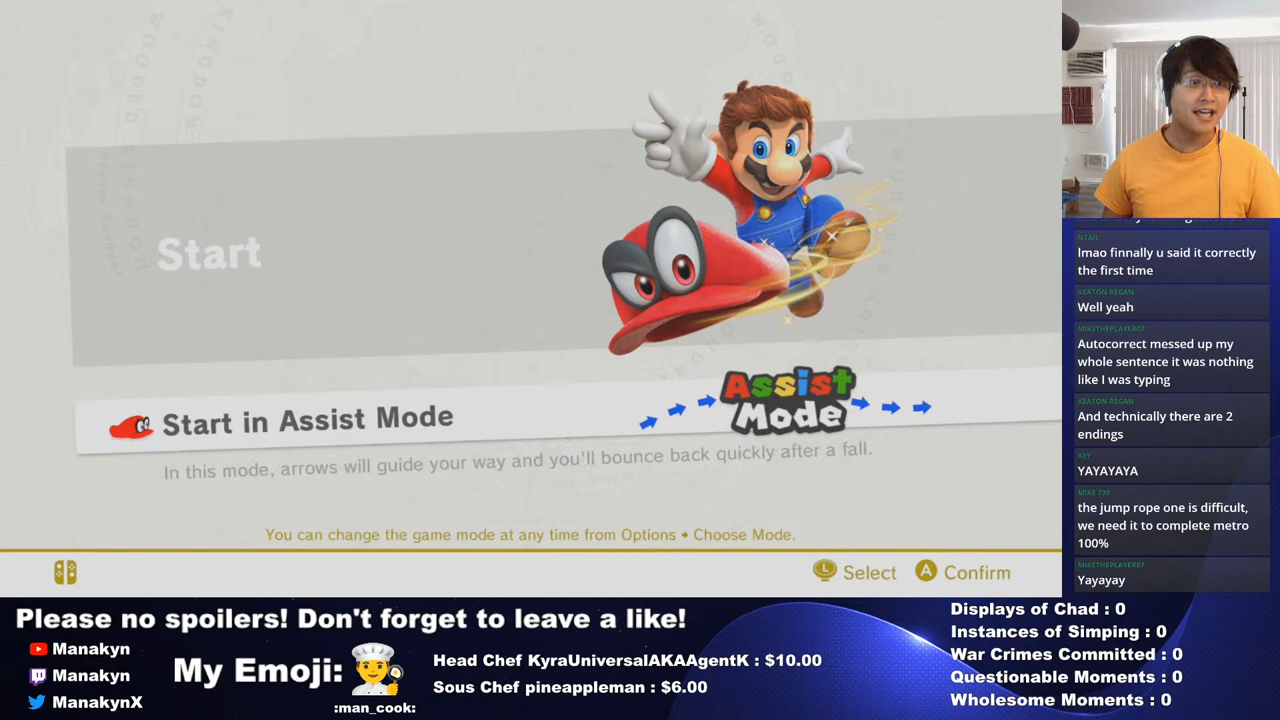 Start
Start in Assist Mode
Assist
Mode
In this mode, arrows will guide your way and you'll bounce back quickly after a fall.
You can change the game mode at any time from Options → Choose Mode.
L Select A Confirm
NTAIL
lmao finnally u said it correctly
the first time
KEATON REGAN
Well yeah
MIKETHEPLAYER07
Autocorrect messed up my
whole sentence it was nothing
like I was typing
KEATON REGAN
And technically there are 2
endings
KEY
YAYAYAYA
MIKE 739
the jump rope one is difficult,
we need it to complete metro
100%
MIKETHEPLAYER07
Yayayay
Please no spoilers! Don't forget to leave a like!
Manakyn
Manakyn
ManakynX
My Emoji:
:man_cook:
Head Chef KyraUniversalAKAAgentK : $10.00
Sous Chef pineappleman : $6.00
Displays of Chad : 0
Instances of Simping : 0
War Crimes Committed : 0
Questionable Moments : 0
Wholesome Moments : 0